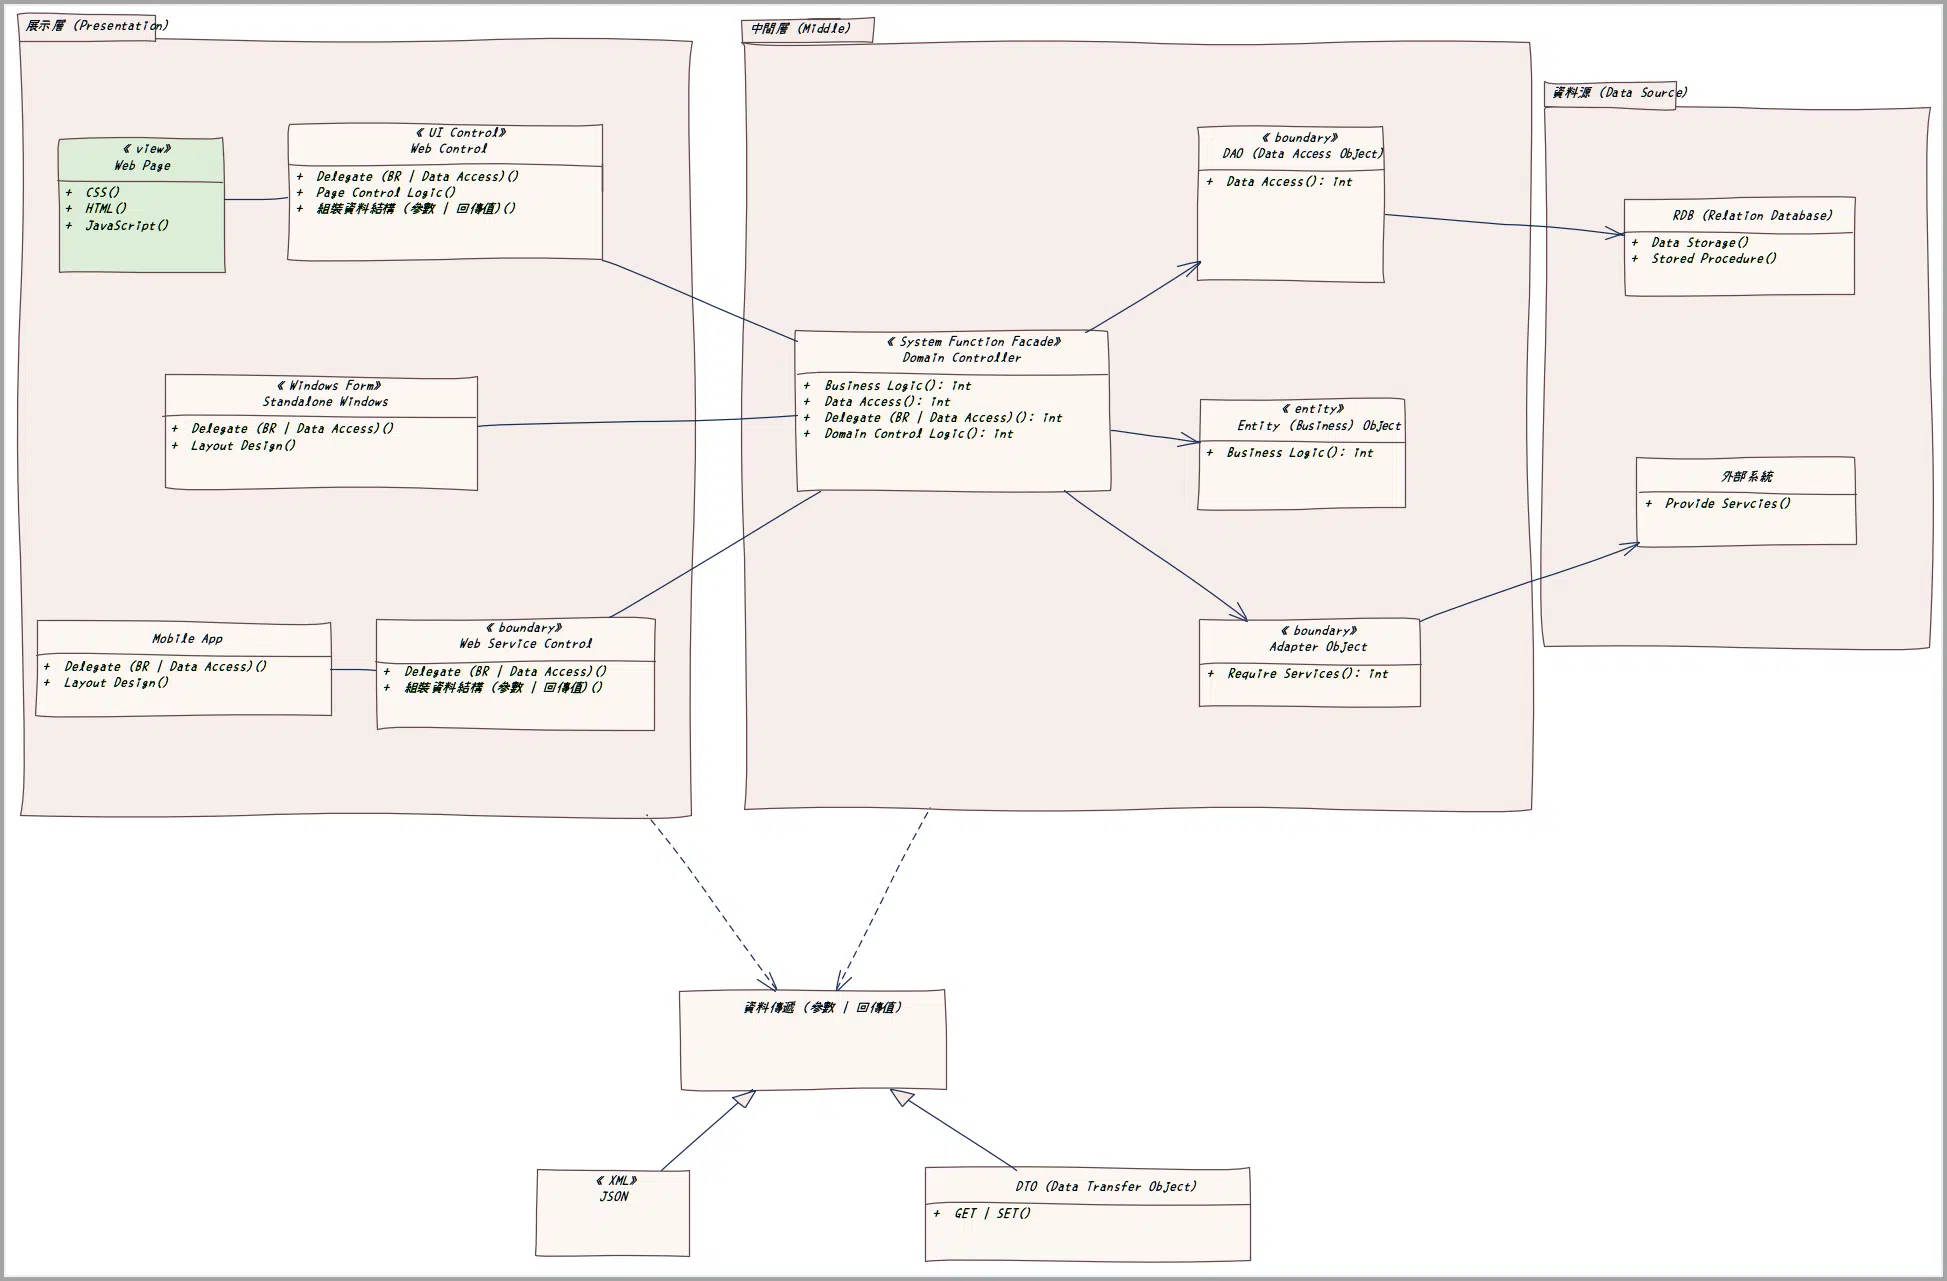 展示層 (Presentation)
《 view》
Web Page
+ CSS()
+ HTML()
+ JavaScript()
《 UI Control》
Web Control
+ Delegate (BR | Data Access)()
+ Page Control Logic()
+ 組裝資料結構 (參數 | 回傳值)()
《 Windows Form》
Standalone Windows
+ Delegate (BR | Data Access)()
+ Layout Design()
Mobile App
+ Delegate (BR | Data Access)()
+ Layout Design()
《 boundary》
Web Service Control
+ Delegate (BR | Data Access)()
+ 組裝資料結構 (參數 | 回傳值)()
中間層 (Middle)
《 System Function Facade》
Domain Controller
+ Business Logic(): int
+ Data Access(): int
+ Delegate (BR | Data Access)(): int
+ Domain Control Logic(): int
《 boundary》
DAO (Data Access Object)
+ Data Access(): int
《 entity》
Entity (Business) Object
+ Business Logic(): int
《 boundary》
Adapter Object
+ Require Services(): int
資料源 (Data Source)
RDB (Relation Database)
+ Data Storage()
+ Stored Procedure()
外部系統
+ Provide Servcies()
資料傳遞 (參數 | 回傳值)
《 XML》
JSON
DTO (Data Transfer Object)
+ GET | SET()